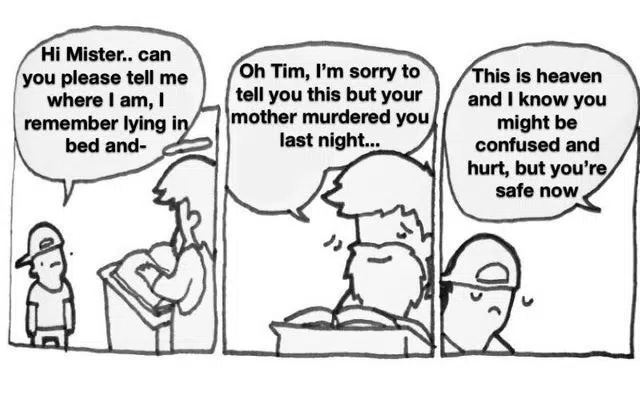 Hi Mister.. can
you please tell me
where I am, I
remember lying in
bed and-
Oh Tim, I'm sorry to
tell you this but your
mother murdered you
last night...
This is heaven
and I know you
might be
confused and
hurt, but you're
safe now